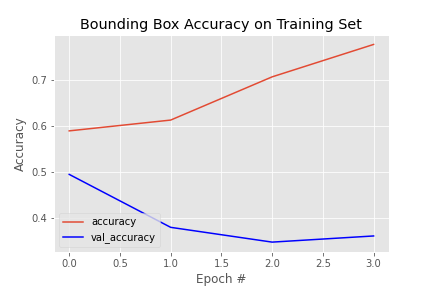 Bounding Box Accuracy on Training Set
Accuracy
0.7
0.6
0.5
0.4
accuracy
val_accuracy
0.0 0.5 1.0 1.5 2.0 2.5 3.0
Epoch #